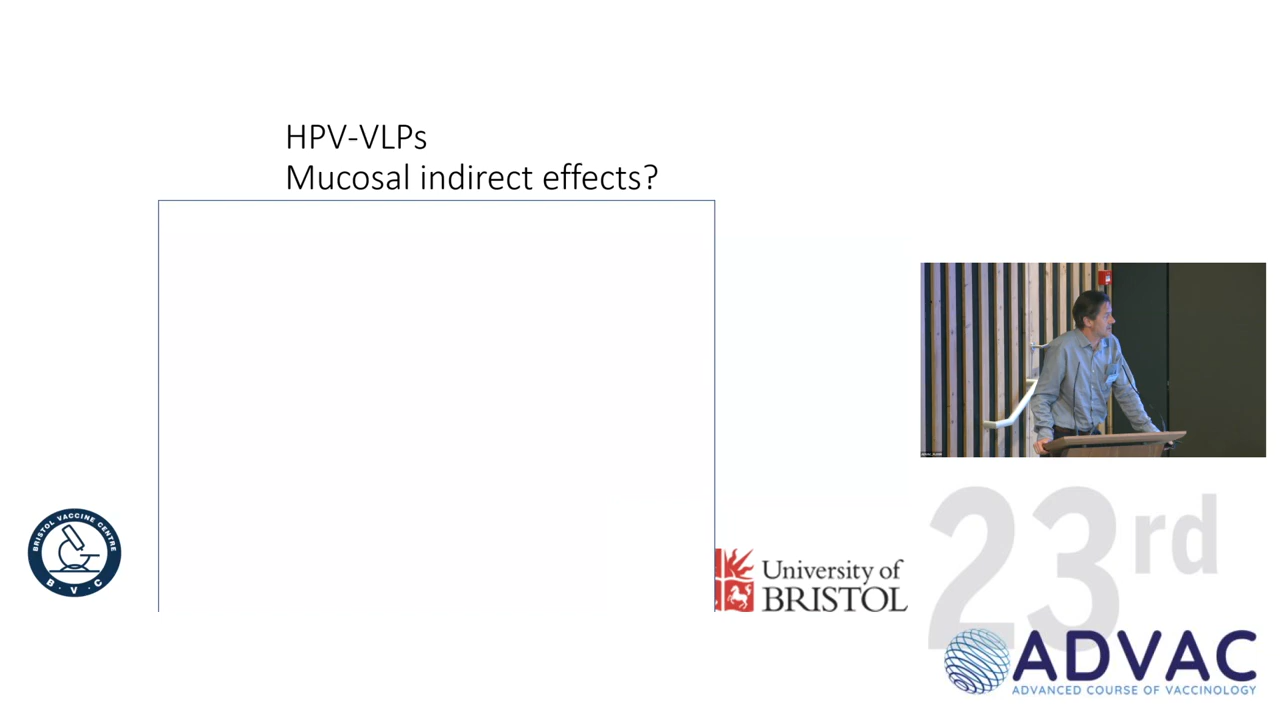 HPV-VLPs
Mucosal indirect effects?
BRISTOL VACCINE CENTRE
B · V · C
University of
BRISTOL
23rd
ADVAC
ADVANCED COURSE OF VACCINOLOGY